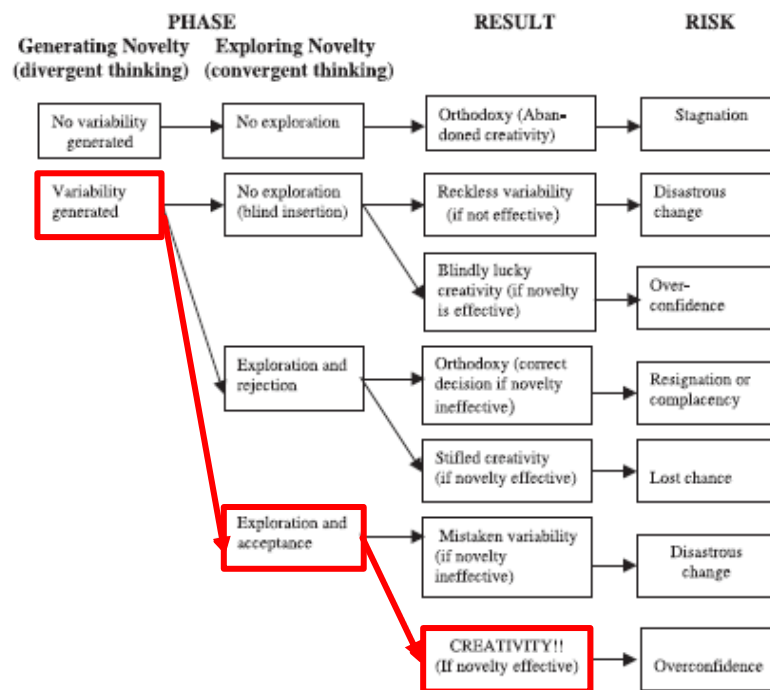 PHASE
RESULT
RISK
Generating Novelty
(divergent thinking)
Exploring Novelty
(convergent thinking)
No variability
generated
No exploration
Orthodoxy (Aban-
doned creativity)
Stagnation
Variability
generated
No exploration
(blind insertion)
Reckless variability
(if not effective)
Disastrous
change
Blindly lucky
creativity (if novelty
is effective)
Over-
confidence
Exploration and
rejection
Orthodoxy (correct
decision if novelty
ineffective)
Resignation or
complacency
Stifled creativity
(if novelty effective)
Lost chance
Exploration and
acceptance
Mistaken variability
(if novelty
ineffective)
Disastrous
change
CREATIVITY!!
(If novelty effective)
Overconfidence